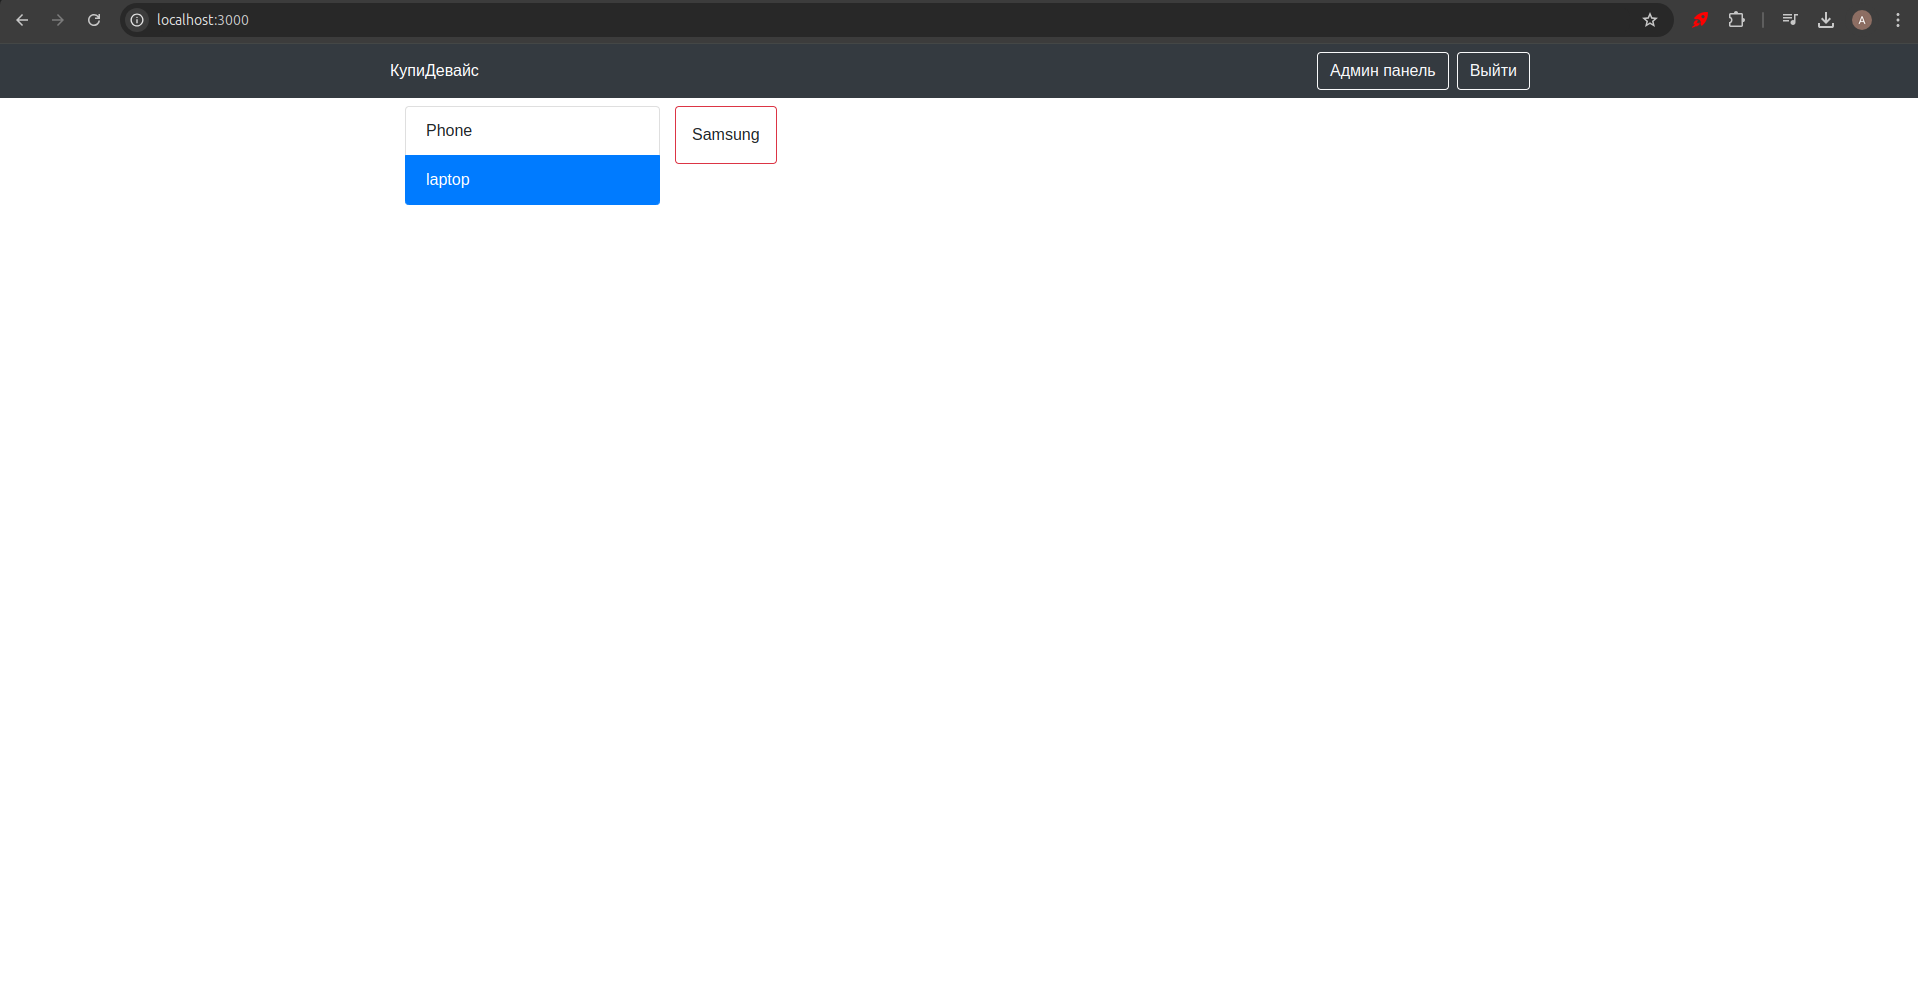 localhost:3000
A
КупиДевайс
Админ панель
Выйти
Phone
Samsung
laptop